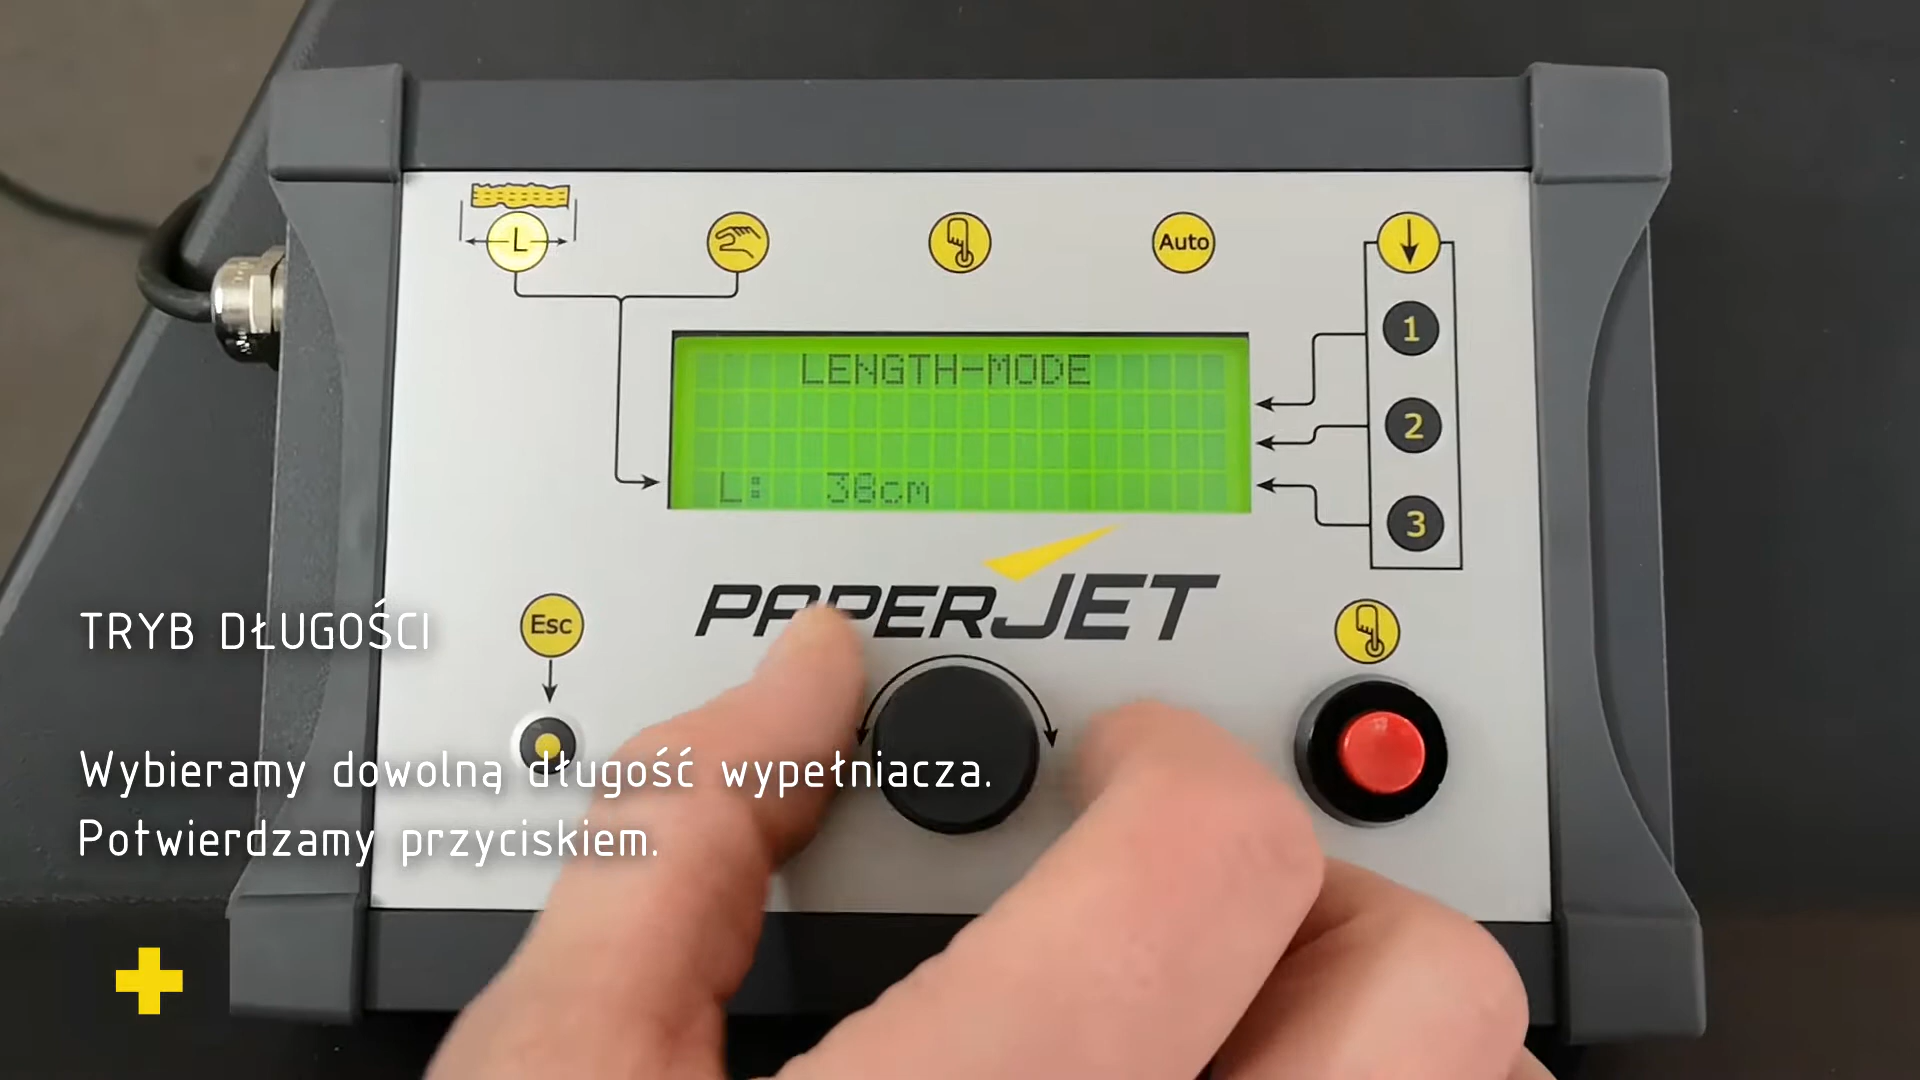 L
Auto
1
2
3
LENGTH-MODE
L: 38cm
PAPERJET
Esc
TRYB DŁUGOŚCI
Wybieramy dowolną długość wypełniacza.
Potwierdzamy przyciskiem.